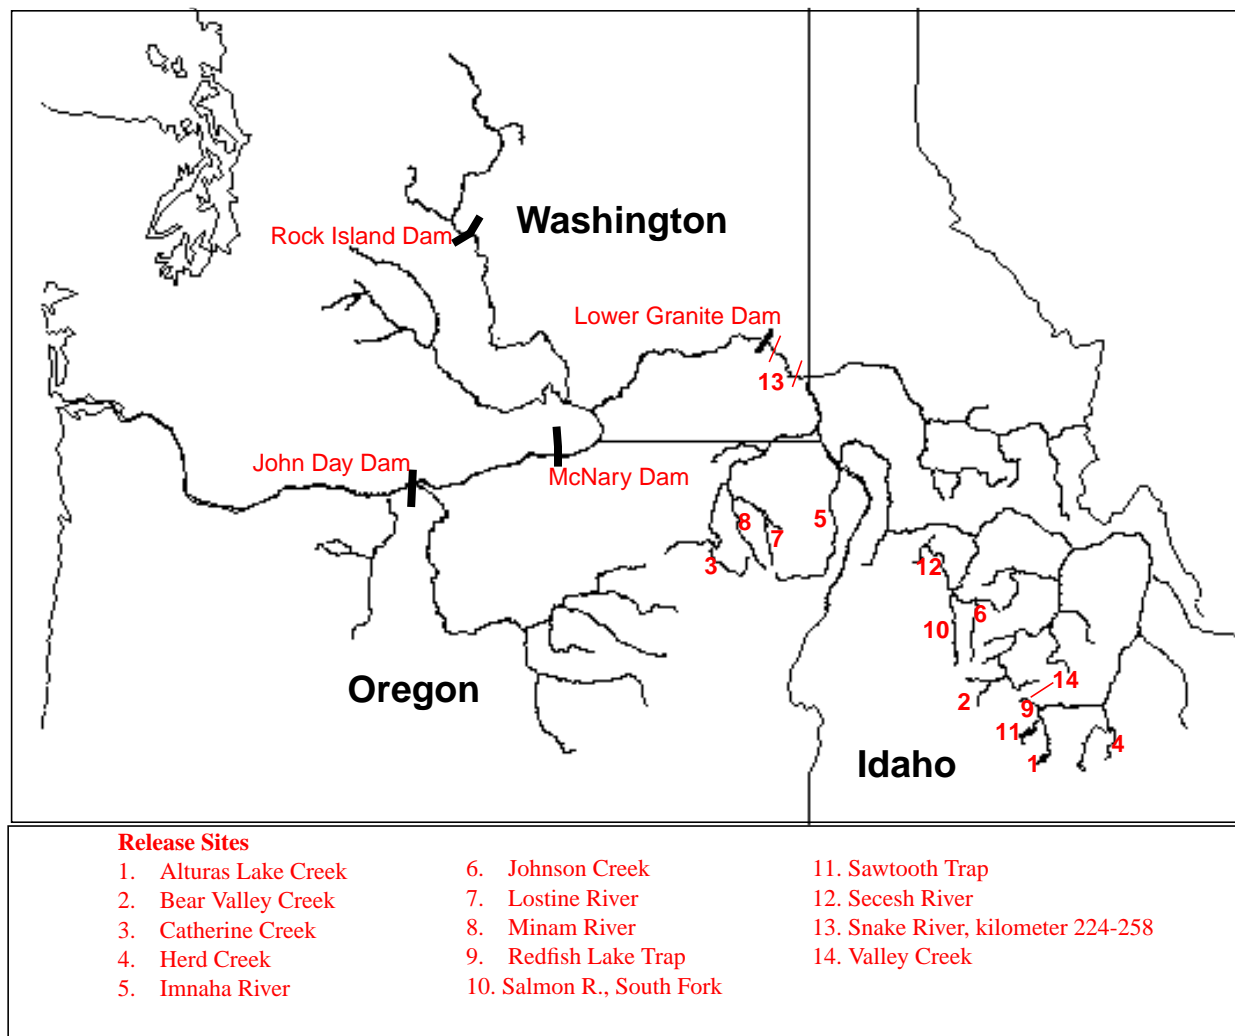 Washington
Rock Island Dam
Lower Granite Dam
13
John Day Dam
McNary Dam
8
5
7
3
12
6
10
14
2
9
Oregon
11
4
Idaho
1
Release Sites
1. Alturas Lake Creek
2. Bear Valley Creek
3. Catherine Creek
4. Herd Creek
5. Imnaha River
6. Johnson Creek
7. Lostine River
8. Minam River
9. Redfish Lake Trap
10. Salmon R., South Fork
11. Sawtooth Trap
12. Secesh River
13. Snake River, kilometer 224-258
14. Valley Creek